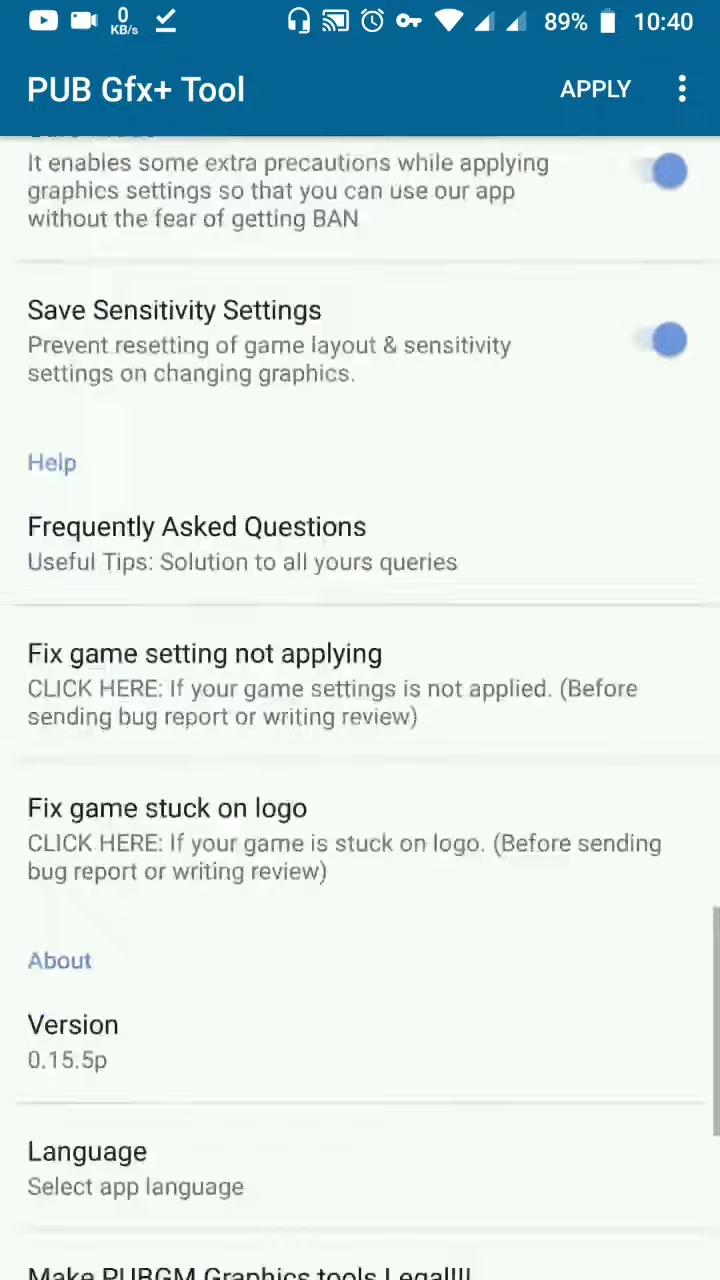 0
KB/s
89%
10:40
PUB Gfx+ Tool
APPLY
It enables some extra precautions while applying
graphics settings so that you can use our app
without the fear of getting BAN
Save Sensitivity Settings
Prevent resetting of game layout & sensitivity
settings on changing graphics.
Help
Frequently Asked Questions
Useful Tips: Solution to all yours queries
Fix game setting not applying
CLICK HERE: If your game settings is not applied. (Before
sending bug report or writing review)
Fix game stuck on logo
CLICK HERE: If your game is stuck on logo. (Before sending
bug report or writing review)
About
Version
0.15.5p
Language
Select app language
Make PUBGM Graphics tools Legal!!!!